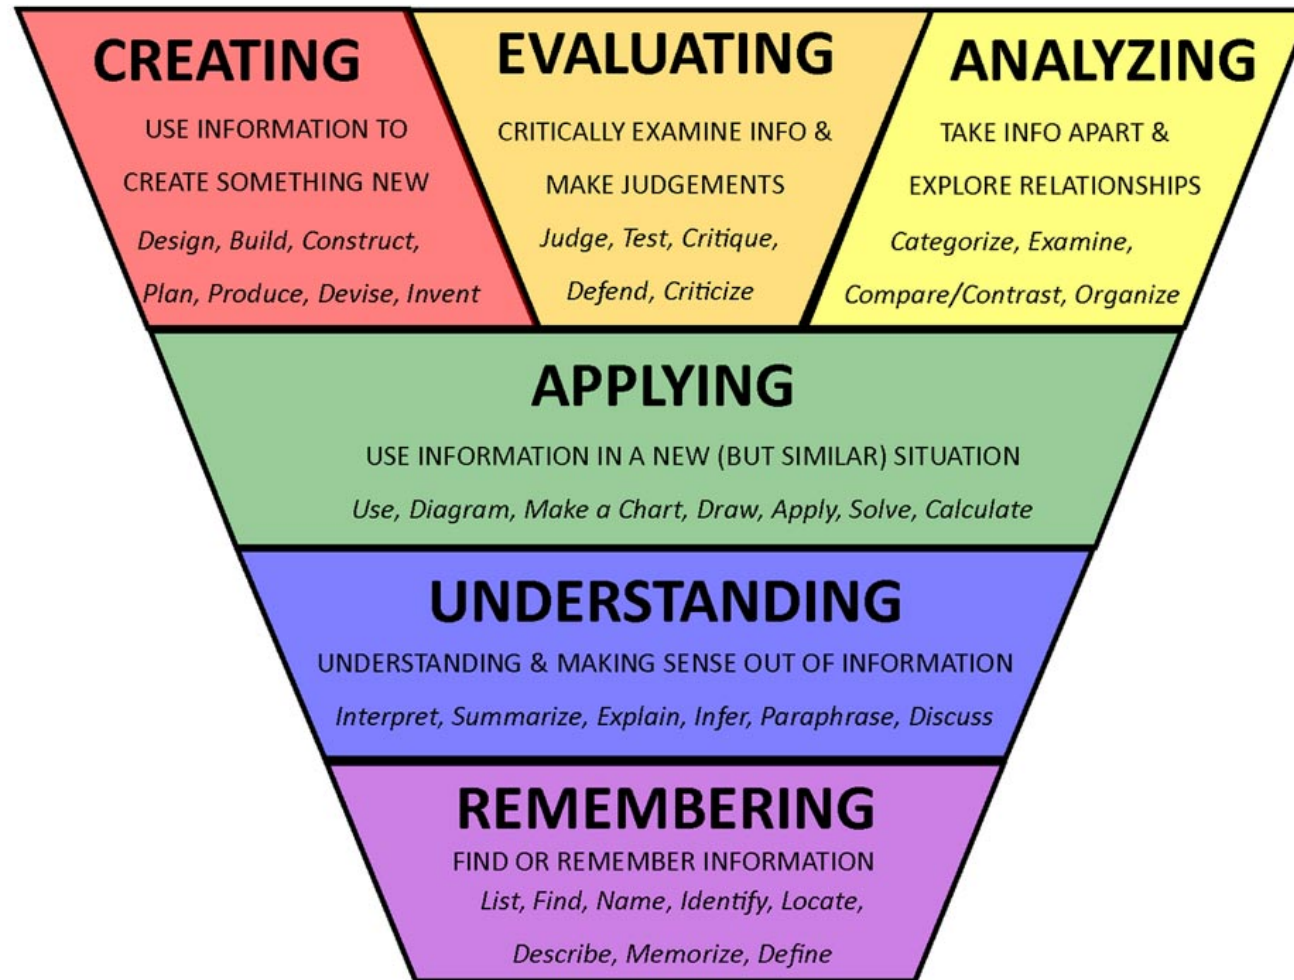 CREATING
USE INFORMATION TO
CREATE SOMETHING NEW
Design, Build, Construct,
Plan, Produce, Devise, Invent
EVALUATING
CRITICALLY EXAMINE INFO &
MAKE JUDGEMENTS
Judge, Test, Critique,
Defend, Criticize
ANALYZING
TAKE INFO APART &
EXPLORE RELATIONSHIPS
Categorize, Examine,
Compare/Contrast, Organize
APPLYING
USE INFORMATION IN A NEW (BUT SIMILAR) SITUATION
Use, Diagram, Make a Chart, Draw, Apply, Solve, Calculate
UNDERSTANDING
UNDERSTANDING & MAKING SENSE OUT OF INFORMATION
Interpret, Summarize, Explain, Infer, Paraphrase, Discuss
REMEMBERING
FIND OR REMEMBER INFORMATION
List, Find, Name, Identify, Locate,
Describe, Memorize, Define